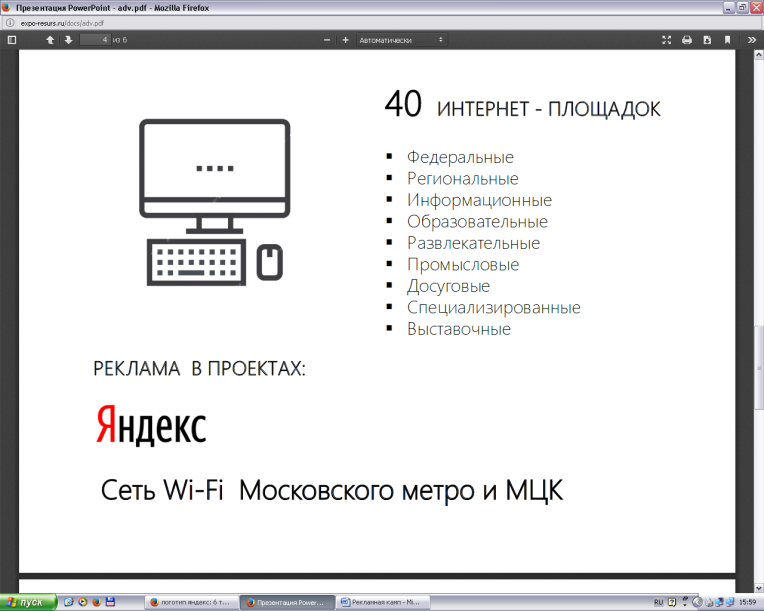 Презентация PowerPoint - adv.pdf - Mozilla Firefox
expo-resurs.ru/docs/adv.pdf
4 из 6
Автоматически
40 ИНТЕРНЕТ - ПЛОЩАДОК
Федеральные
Региональные
Информационные
Образовательные
Развлекательные
Промысловые
Досуговые
Специализированные
Выставочные
РЕКЛАМА В ПРОЕКТАХ:
Яндекс
Сеть Wi-Fi Московского метро и МЦК
пуск
логотип яндекс: 6 т...
Презентация Power...
Рекланная камп - Mi...
RU
15:59